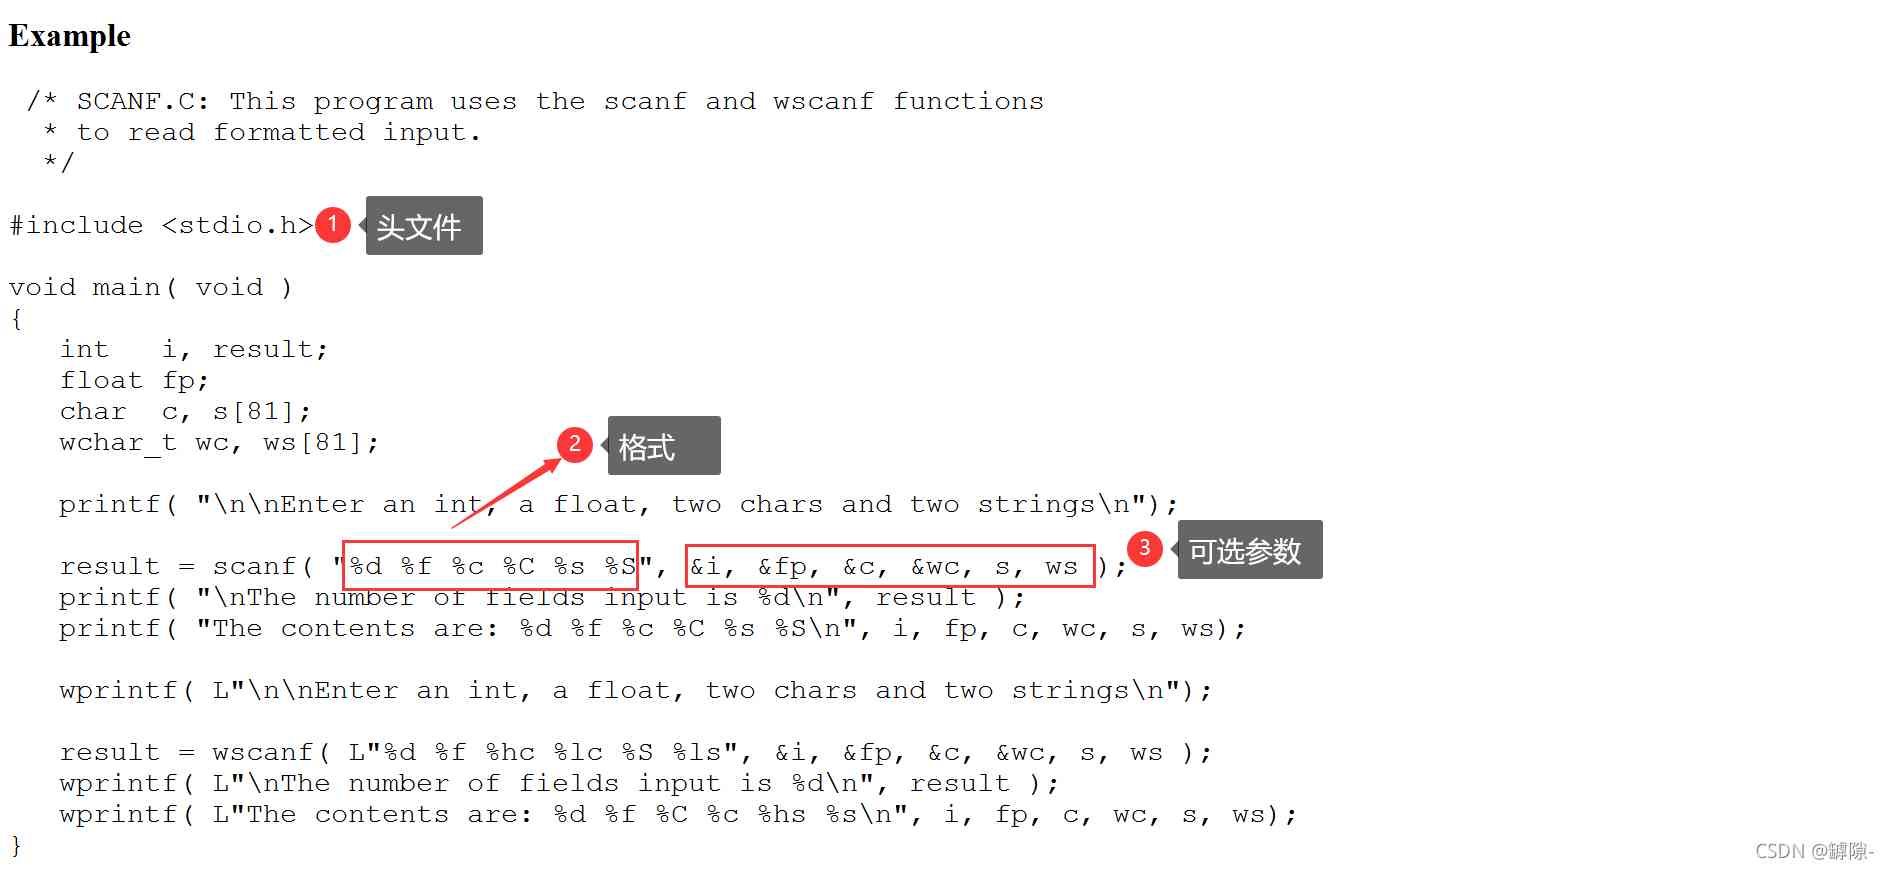 Example
/* SCANF.C: This program uses the scanf and wscanf functions
* to read formatted input.
*/
#include <stdio.h> 1 头文件
void main( void )
{
int   i, result;
float fp;
char  c, s[81];
wchar_t wc, ws[81];
2 格式
printf( "\n\nEnter an int, a float, two chars and two strings\n");
result = scanf( "%d %f %c %C %s %S", &i, &fp, &c, &wc, s, ws ); 3 可选参数
printf( "\nThe number of fields input is %d\n", result );
printf( "The contents are: %d %f %c %C %s %S\n", i, fp, c, wc, s, ws);
wprintf( L"\n\nEnter an int, a float, two chars and two strings\n");
result = wscanf( L"%d %f %hc %lc %S %ls", &i, &fp, &c, &wc, s, ws );
wprintf( L"\nThe number of fields input is %d\n", result );
wprintf( L"The contents are: %d %f %C %c %hs %s\n", i, fp, c, wc, s, ws);
}
CSDN @罅隙-